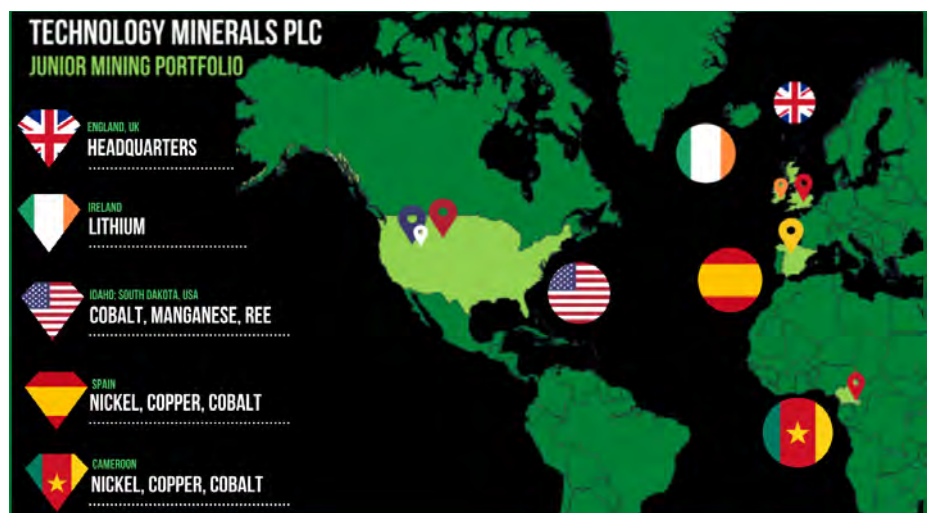 TECHNOLOGY MINERALS PLC
JUNIOR MINING PORTFOLIO
ENGLAND, UK
HEADQUARTERS
IRELAND
LITHIUM
IDAHO; SOUTH DAKOTA, USA
COBALT, MANGANESE, REE
SPAIN
NICKEL, COPPER, COBALT
CAMEROON
NICKEL, COPPER, COBALT